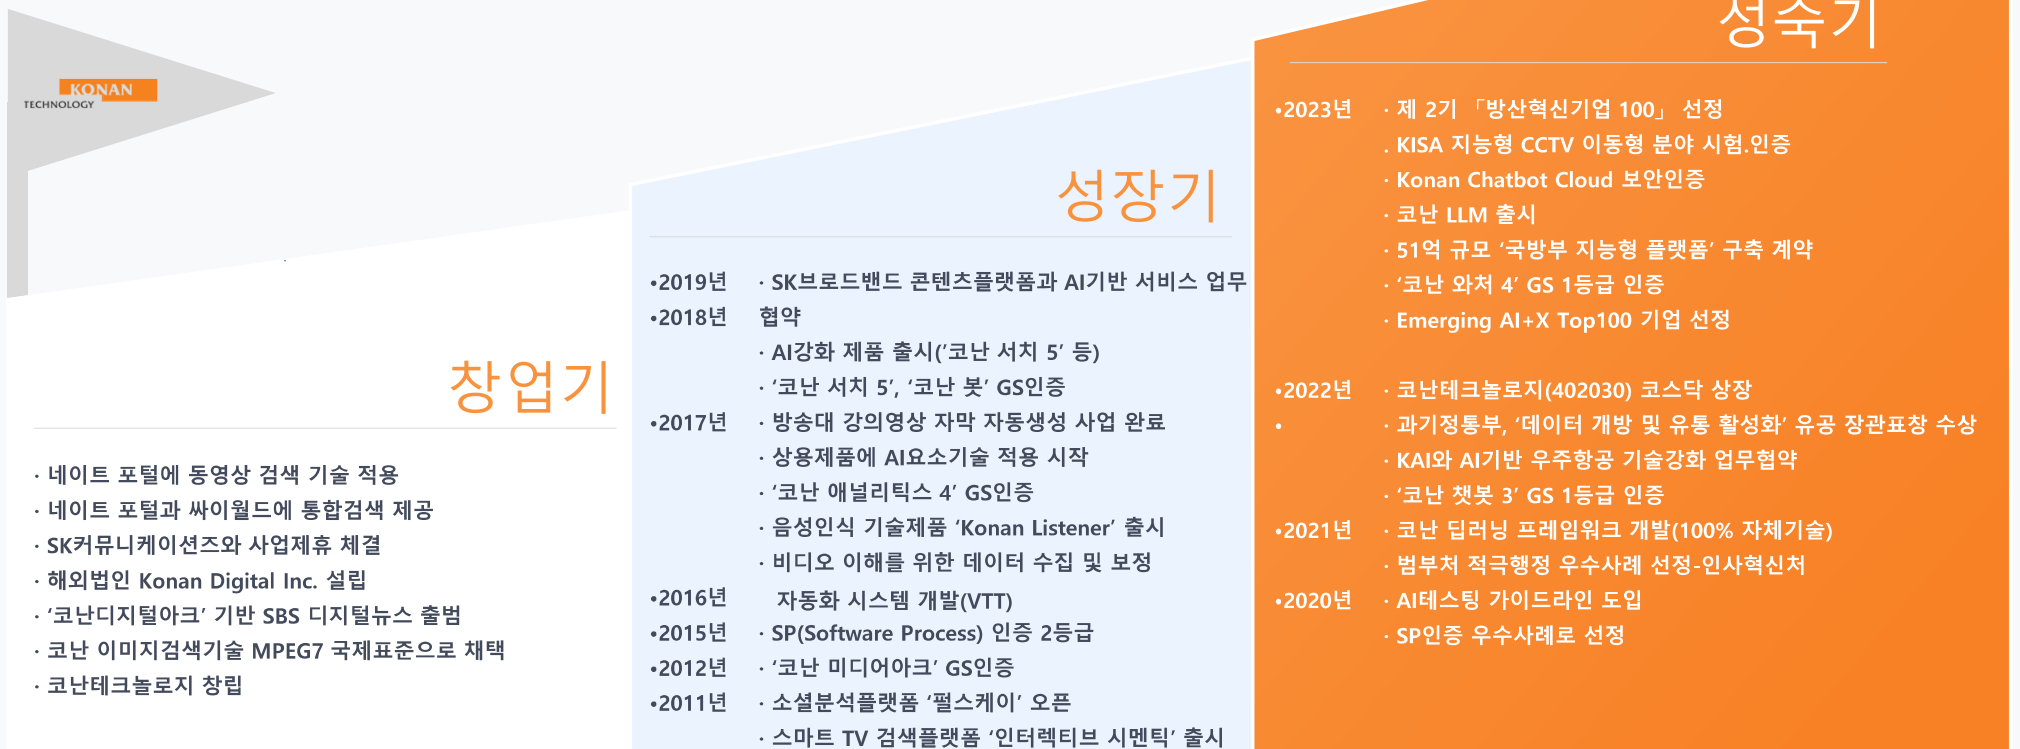 KONAN
TECHNOLOGY
창업기
· 네이트 포털에 동영상 검색 기술 적용
· 네이트 포털과 싸이월드에 통합검색 제공
· SK커뮤니케이션즈와 사업제휴 체결
· 해외법인 Konan Digital Inc. 설립
· ‘코난디지털아크’ 기반 SBS 디지털뉴스 출범
· 코난 이미지검색기술 MPEG7 국제표준으로 채택
· 코난테크놀로지 창립
성장기
•2019년 · SK브로드밴드 콘텐츠플랫폼과 AI기반 서비스 업무
•2018년 협약
· AI강화 제품 출시(’코난 서치 5’ 등)
· ‘코난 서치 5’, ‘코난 봇’ GS인증
•2017년 · 방송대 강의영상 자막 자동생성 사업 완료
· 상용제품에 AI요소기술 적용 시작
· ‘코난 애널리틱스 4’ GS인증
· 음성인식 기술제품 ‘Konan Listener’ 출시
· 비디오 이해를 위한 데이터 수집 및 보정
•2016년 자동화 시스템 개발(VTT)
•2015년 · SP(Software Process) 인증 2등급
•2012년 · ‘코난 미디어아크’ GS인증
•2011년 · 소셜분석플랫폼 ‘펄스케이’ 오픈
· 스마트 TV 검색플랫폼 ‘인터렉티브 시멘틱’ 출시
성숙기
•2023년 · 제 2기 「방산혁신기업 100」 선정
. KISA 지능형 CCTV 이동형 분야 시험.인증
· Konan Chatbot Cloud 보안인증
· 코난 LLM 출시
· 51억 규모 ‘국방부 지능형 플랫폼’ 구축 계약
· ‘코난 와처 4’ GS 1등급 인증
· Emerging AI+X Top100 기업 선정
•2022년 · 코난테크놀로지(402030) 코스닥 상장
• · 과기정통부, ‘데이터 개방 및 유통 활성화’ 유공 장관표창 수상
· KAI와 AI기반 우주항공 기술강화 업무협약
· ‘코난 챗봇 3’ GS 1등급 인증
•2021년 · 코난 딥러닝 프레임워크 개발(100% 자체기술)
· 범부처 적극행정 우수사례 선정-인사혁신처
•2020년 · AI테스팅 가이드라인 도입
· SP인증 우수사례로 선정